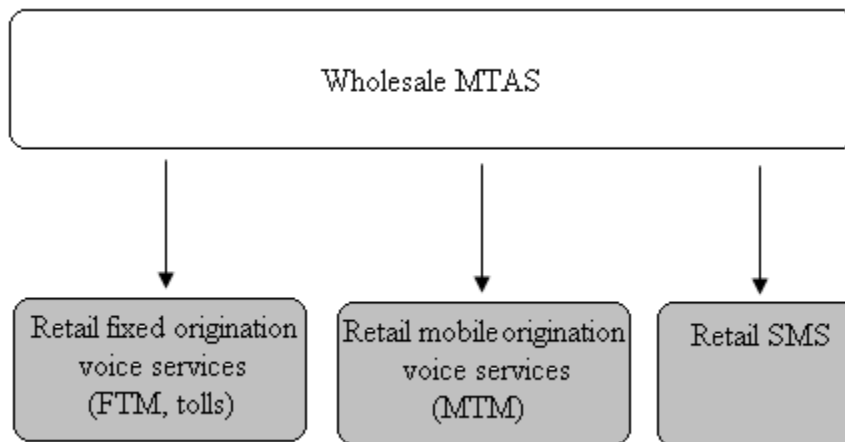 Wholesale MTAS
Retail fixed origination
voice services
(FTM, tolls)
Retail mobile origination
voice services
(MTM)
Retail SMS